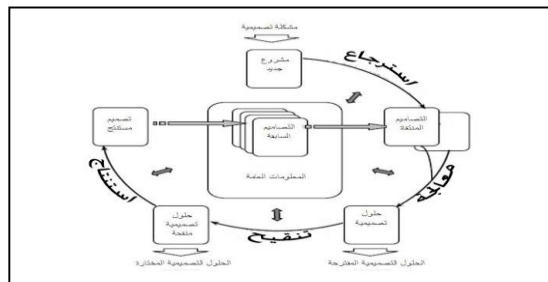 مشكلة تصميمية
مشروع
جديد
استرجاع
تصميم
مستنتج
التصاميم
السابقة
التصاميم
المنتقاة
المعلومات العامة
معالجة
استنتاج
حلول
تصميمية
منقحة
تنقيح
حلول
تصميمية
الحلول التصميمية المختارة
الحلول التصميمية المقترحة